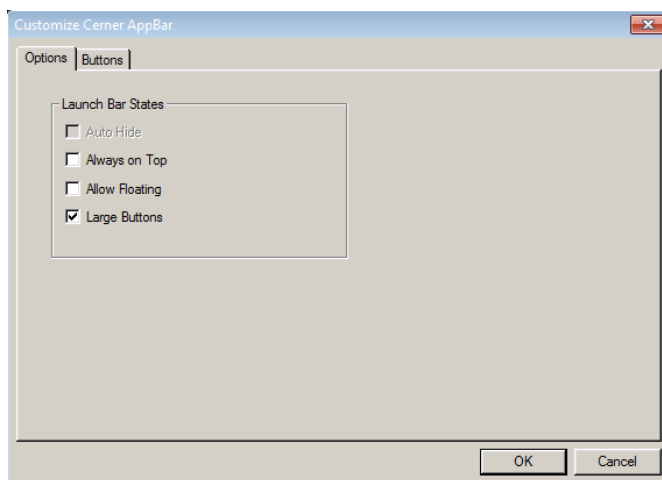 Customize Cerner AppBar
Options Buttons
Launch Bar States
Auto Hide
Always on Top
Allow Floating
Large Buttons
OK Cancel